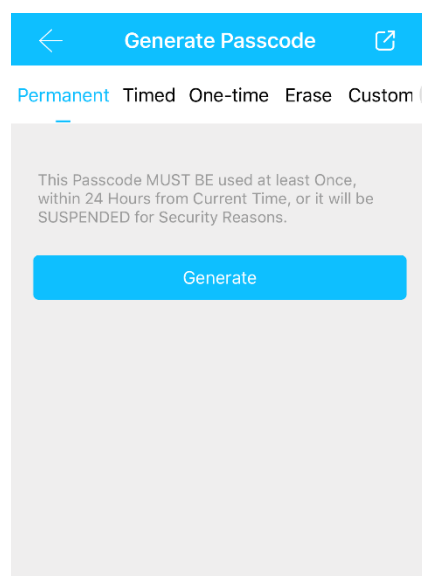 Generate Passcode
Permanent Timed One-time Erase Custom
This Passcode MUST BE used at least Once,
within 24 Hours from Current Time, or it will be
SUSPENDED for Security Reasons.
Generate